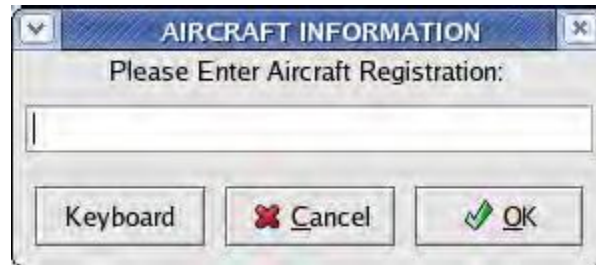 AIRCRAFT INFORMATION
Please Enter Aircraft Registration:
Keyboard Cancel OK